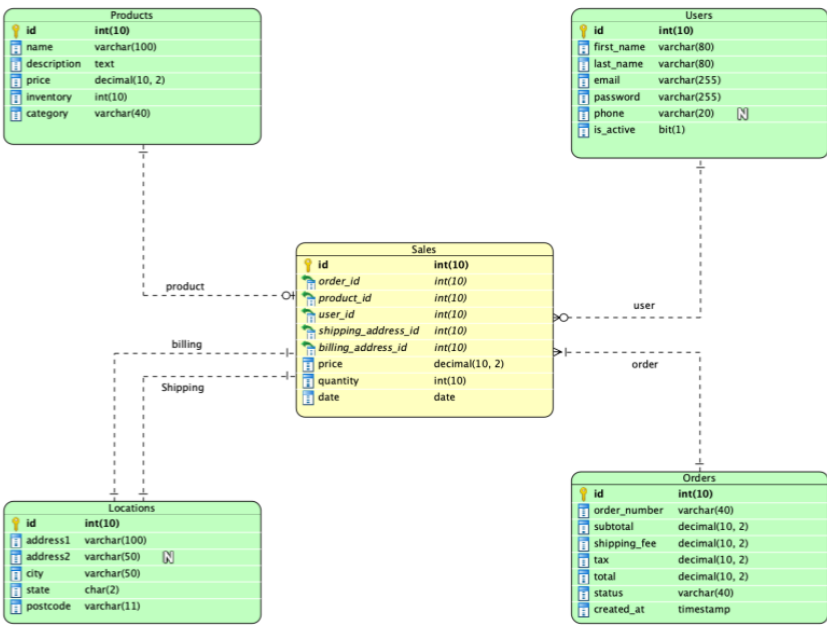 Products
id int(10)
name varchar(100)
description text
price decimal(10, 2)
inventory int(10)
category varchar(40)
Users
id int(10)
first_name varchar(80)
last_name varchar(80)
email varchar(255)
password varchar(255)
phone varchar(20) N
is_active bit(1)
Sales
id int(10)
order_id int(10)
product_id int(10)
user_id int(10)
shipping_address_id int(10)
billing_address_id int(10)
price decimal(10, 2)
quantity int(10)
date date
product
billing
Shipping
user
order
Locations
id int(10)
address1 varchar(100)
address2 varchar(50) N
city varchar(50)
state char(2)
postcode varchar(11)
Orders
id int(10)
order_number varchar(40)
subtotal decimal(10, 2)
shipping_fee decimal(10, 2)
tax decimal(10, 2)
total decimal(10, 2)
status varchar(40)
created_at timestamp